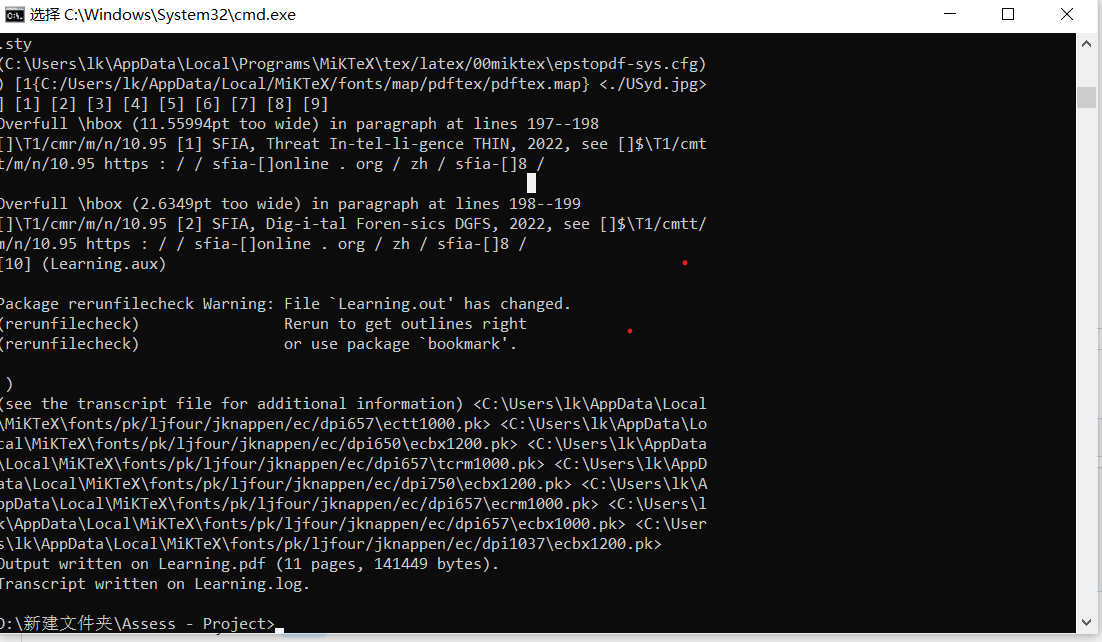 选择 C:\Windows\System32\cmd.exe
.sty
(C:\Users\lk\AppData\Local\Programs\MiKTeX\tex/latex/00miktex\epstopdf-sys.cfg)
) [1{C:/Users/lk/AppData/Local/MiKTeX/fonts/map/pdftex/pdftex.map} <./USyd.jpg>
] [1] [2] [3] [4] [5] [6] [7] [8] [9]
Overfull \hbox (11.55994pt too wide) in paragraph at lines 197--198
[]\T1/cmr/m/n/10.95 [1] SFIA, Threat In-tel-li-gence THIN, 2022, see []$\T1/cmt
t/m/n/10.95 https : / / sfia-[]online . org / zh / sfia-[]8 /
Overfull \hbox (2.6349pt too wide) in paragraph at lines 198--199
[]\T1/cmr/m/n/10.95 [2] SFIA, Dig-i-tal Foren-sics DGFS, 2022, see []$\T1/cmtt/
m/n/10.95 https : / / sfia-[]online . org / zh / sfia-[]8 /
[10] (Learning.aux)
Package rerunfilecheck Warning: File `Learning.out' has changed.
(rerunfilecheck)                Rerun to get outlines right
(rerunfilecheck)                or use package `bookmark'.
)
(see the transcript file for additional information) <C:\Users\lk\AppData\Local
\MiKTeX\fonts/pk/ljfour/jknappen/ec/dpi657\ectt1000.pk> <C:\Users\lk\AppData\Lo
cal\MiKTeX\fonts/pk/ljfour/jknappen/ec/dpi650\ecbx1200.pk> <C:\Users\lk\AppData
\Local\MiKTeX\fonts/pk/ljfour/jknappen/ec/dpi657\tcrm1000.pk> <C:\Users\lk\AppD
ata\Local\MiKTeX\fonts/pk/ljfour/jknappen/ec/dpi750\ecbx1200.pk> <C:\Users\lk\A
ppData\Local\MiKTeX\fonts/pk/ljfour/jknappen/ec/dpi657\ecrm1000.pk> <C:\Users\l
k\AppData\Local\MiKTeX\fonts/pk/ljfour/jknappen/ec/dpi657\ecbx1000.pk> <C:\User
s\lk\AppData\Local\MiKTeX\fonts/pk/ljfour/jknappen/ec/dpi1037\ecbx1200.pk>
Output written on Learning.pdf (11 pages, 141449 bytes).
Transcript written on Learning.log.
D:\新建文件夹\Assess - Project>